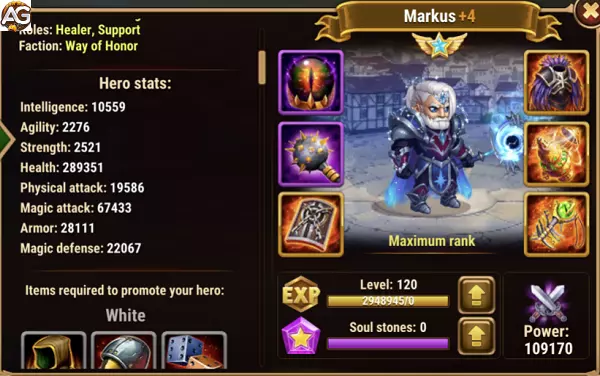 AG
Markus +4
Roles: Healer, Support
Faction: Way of Honor
Hero stats:
Intelligence: 10559
Agility: 2276
Strength: 2521
Health: 289351
Physical attack: 19586
Magic attack: 67433
Armor: 28111
Magic defense: 22067
Items required to promote your hero:
White
Maximum rank
EXP
Level: 120
2948945/0
Soul stones: 0
Power:
109170